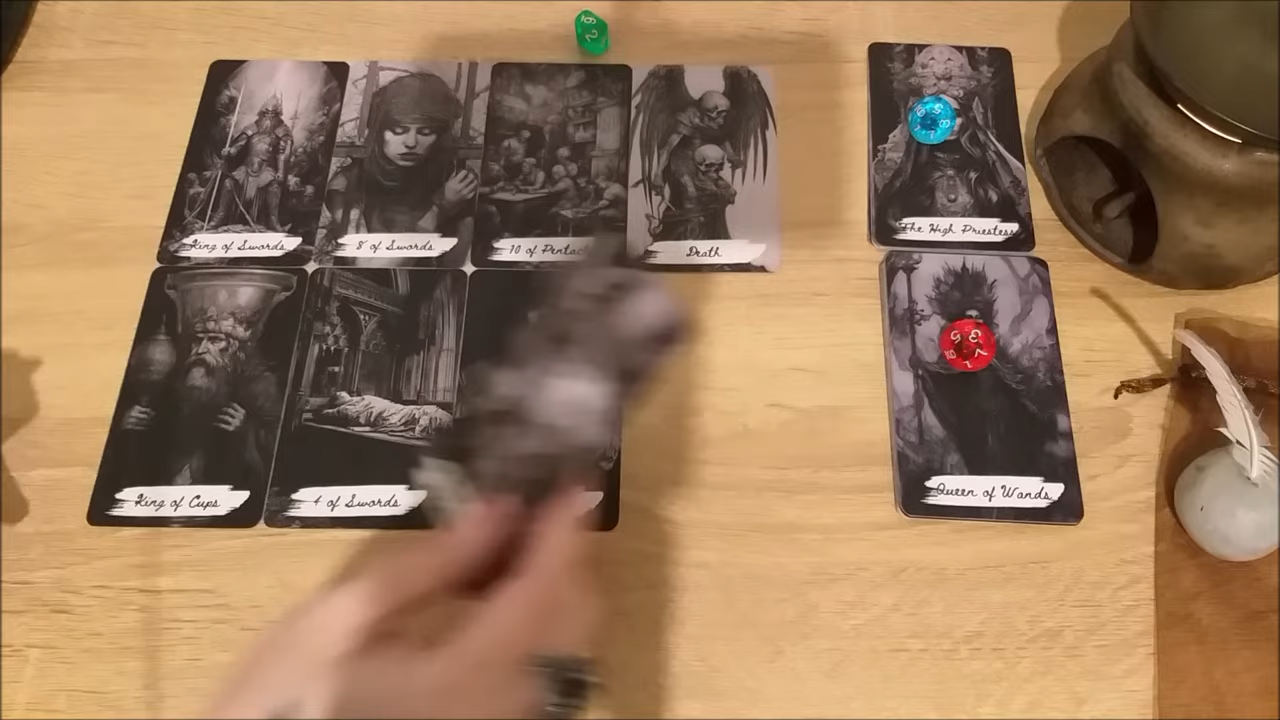 King of Swords
8 of Swords
10 of
Death
The High Priestess
King of Cups
4 of Swords
Queen of Wands